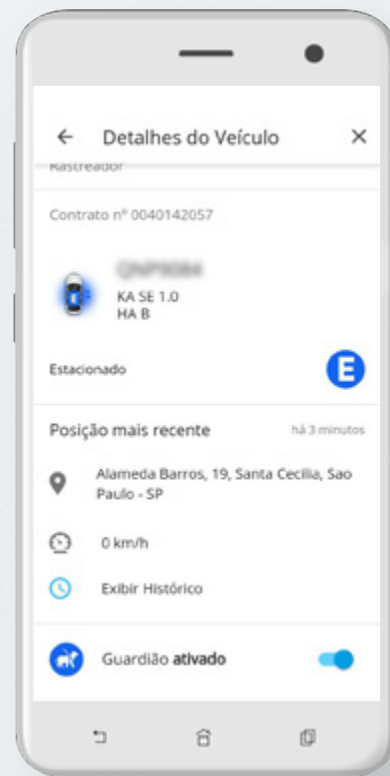 Detalhes do Veículo
Rastreador
Contrato nº 0040142057
KA SE 1.0
HA B
Estacionado
E
Posição mais recente
há 3 minutos
Alameda Barros, 19, Santa Cecília, Sao
Paulo - SP
0 km/h
Exibir Histórico
Guardião ativado